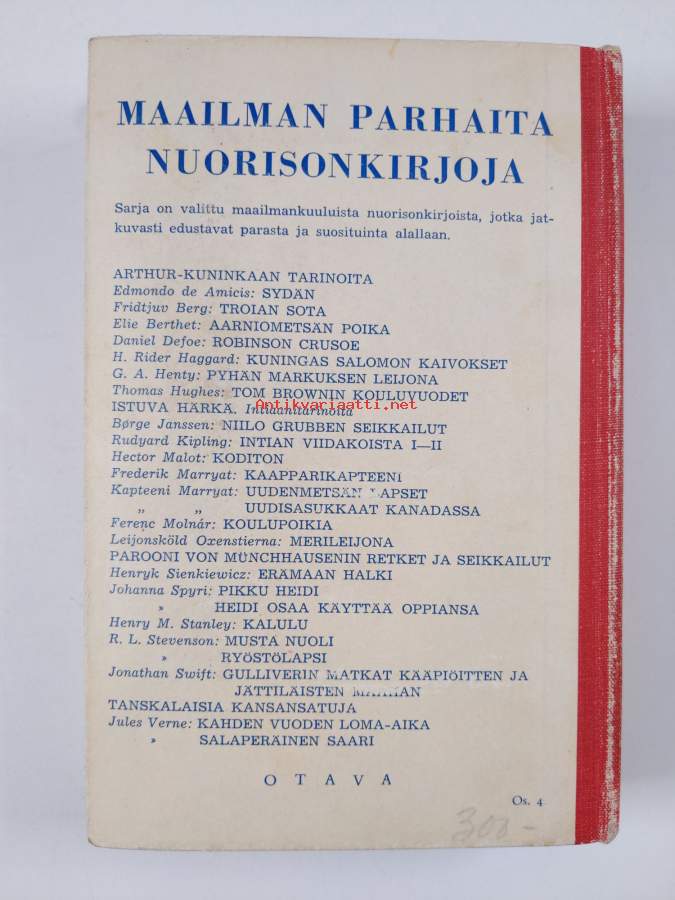 MAAILMAN PARHAITA
NUORISONKIRJOJA
Sarja on valittu maailmankuuluista nuorisonkirjoista, jotka jat-
kuvasti edustavat parasta ja suosituinta alallaan.
ARTHUR-KUNINKAAN TARINOITA
Edmondo de Amicis: SYDÄN
Fridtjuv Berg: TROIAN SOTA
Elie Berthet: AARNIOMETSÄN POIKA
Daniel Defoe: ROBINSON CRUSOE
H. Rider Haggard: KUNINGAS SALOMON KAIVOKSET
G. A. Henty: PYHÄN MARKUKSEN LEIJONA
Thomas Hughes: TOM BROWNIN KOULUVUODET
Antikvariaatti.net
ISTUVA HÄRKÄ. Intiaanitarinoita
Børge Janssen: NIILO GRUBBEN SEIKKAILUT
Rudyard Kipling: INTIAN VIIDAKOISTA I—II
Hector Malot: KODITON
Frederik Marryat: KAAPPARIKAPTEENI
Kapteeni Marryat: UUDENMETSÄN LAPSET
„ „ UUDISASUKKAAT KANADASSA
Ferenc Molnár: KOULUPOIKIA
Leijonsköld Oxenstierna: MERILEIJONA
PAROONI VON MÜNCHHAUSENIN RETKET JA SEIKKAILUT
Henryk Sienkiewicz: ERÄMAAN HALKI
Johanna Spyri: PIKKU HEIDI
» HEIDI OSAA KÄYTTÄÄ OPPIANSA
Henry M. Stanley: KALULU
R. L. Stevenson: MUSTA NUOLI
» RYÖSTÖLAPSI
Jonathan Swift: GULLIVERIN MATKAT KÄÄPIÖITTEN JA
JÄTTILÄISTEN MAAHAN
TANSKALAISIA KANSANSATUJA
Jules Verne: KAHDEN VUODEN LOMA-AIKA
» SALAPERÄINEN SAARI
OTAVA
Os. 4
300-